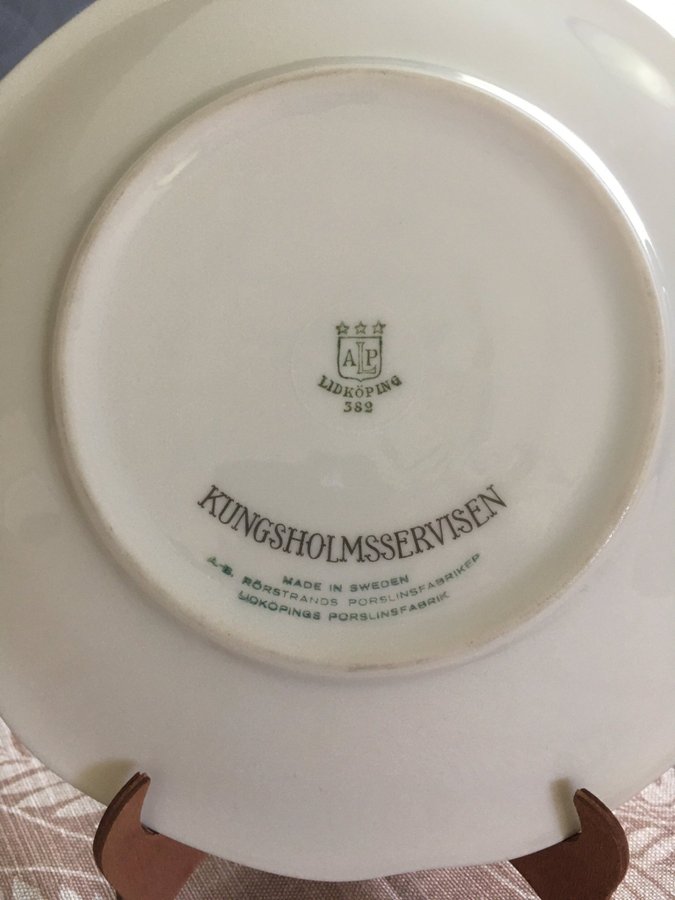 ALP
LIDKÖPING
382
KUNGSHOLMSSERVISEN
MADE IN SWEDEN
A.-B. RÖRSTRANDS PORSLINSFABRIKER
LIDKÖPINGS PORSLINSFABRIK